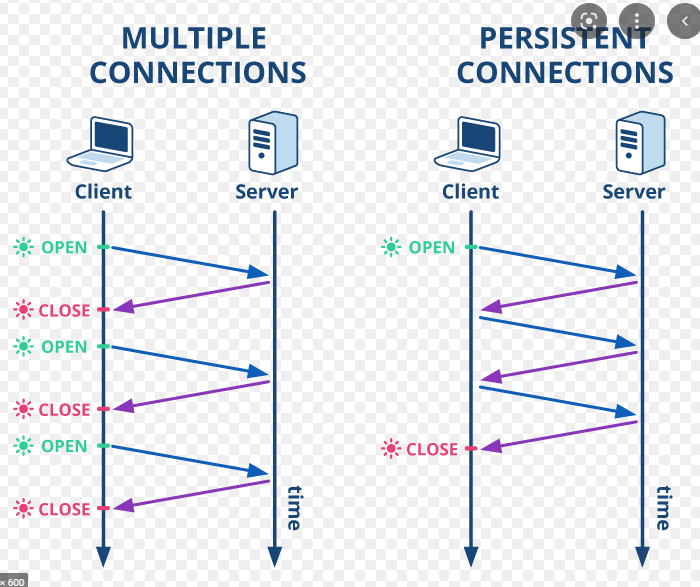 MULTIPLE
CONNECTIONS
Client
Server
OPEN
CLOSE
OPEN
CLOSE
OPEN
CLOSE
time
PERSISTENT
CONNECTIONS
Client
Server
OPEN
CLOSE
time
× 600